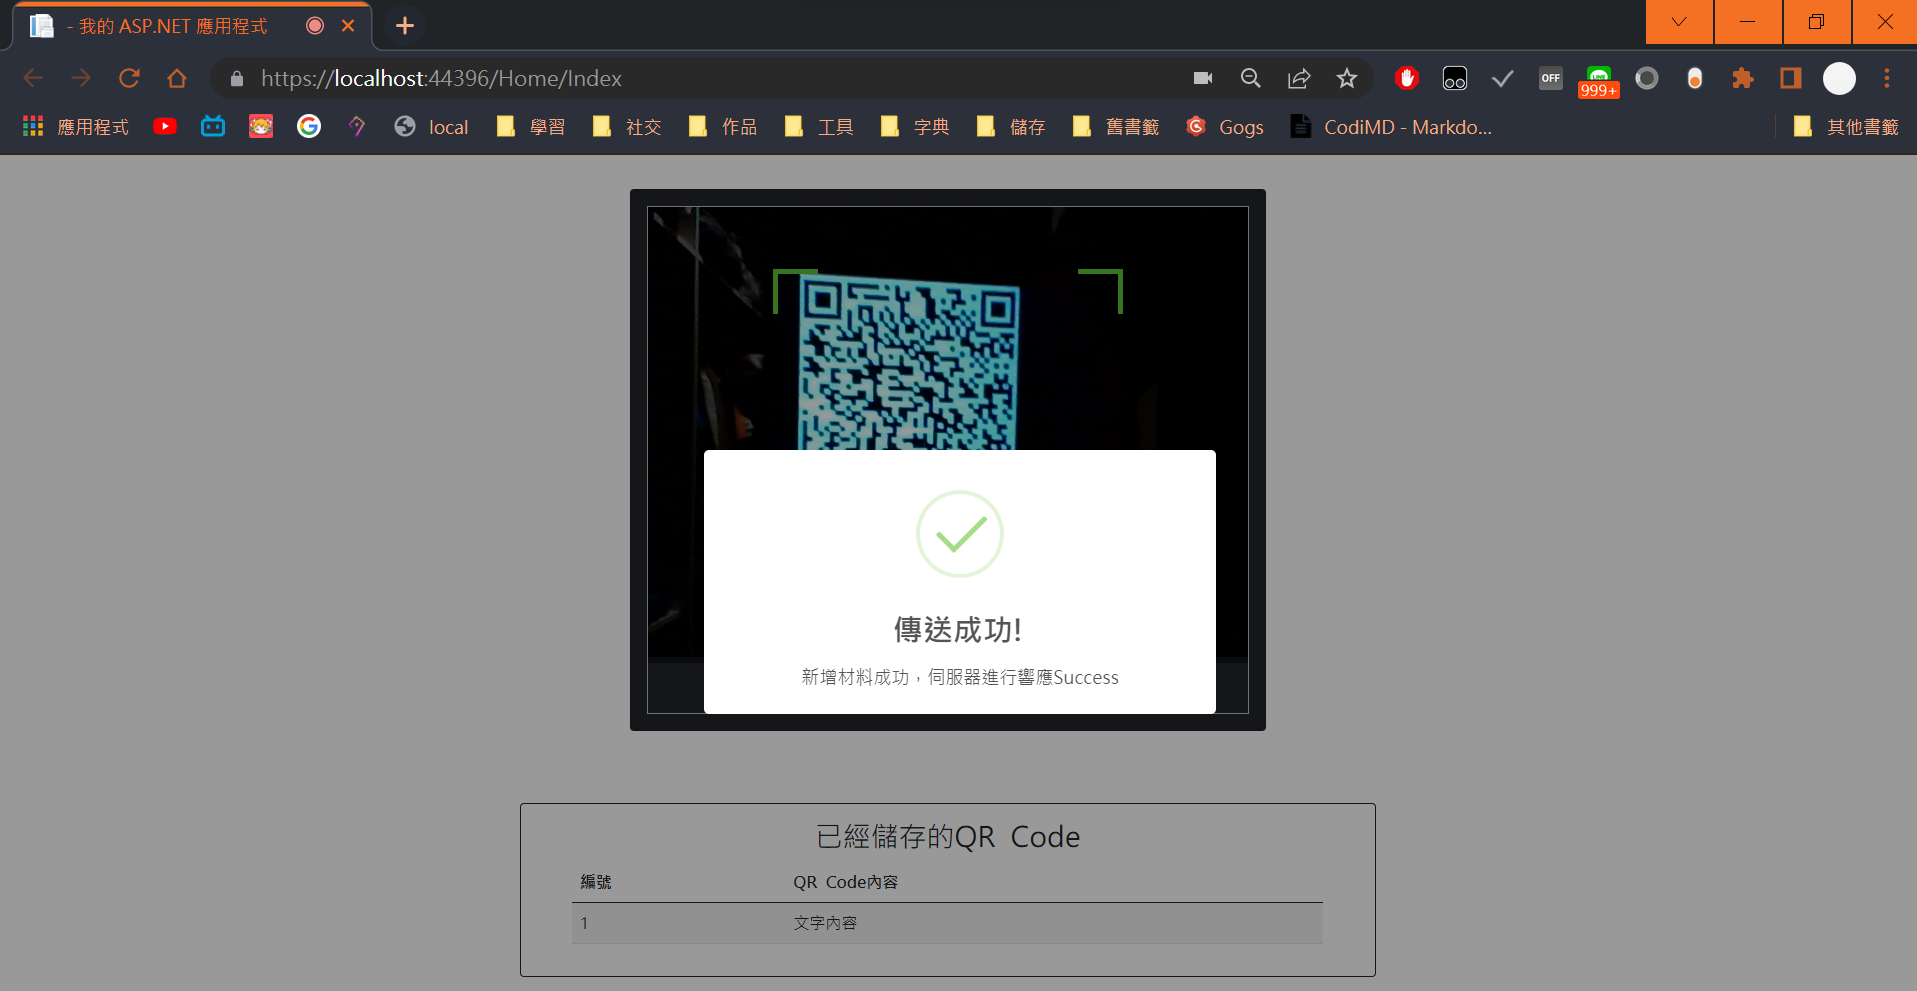 - 我的 ASP.NET 應用程式
https://localhost:44396/Home/Index
OFF
LINE
999+
應用程式
local
學習
社交
作品
工具
字典
儲存
舊書籤
Gogs
CodiMD - Markdo...
其他書籤
傳送成功!
新增材料成功，伺服器進行響應Success
已經儲存的QR Code
編號 QR Code內容
1 文字內容